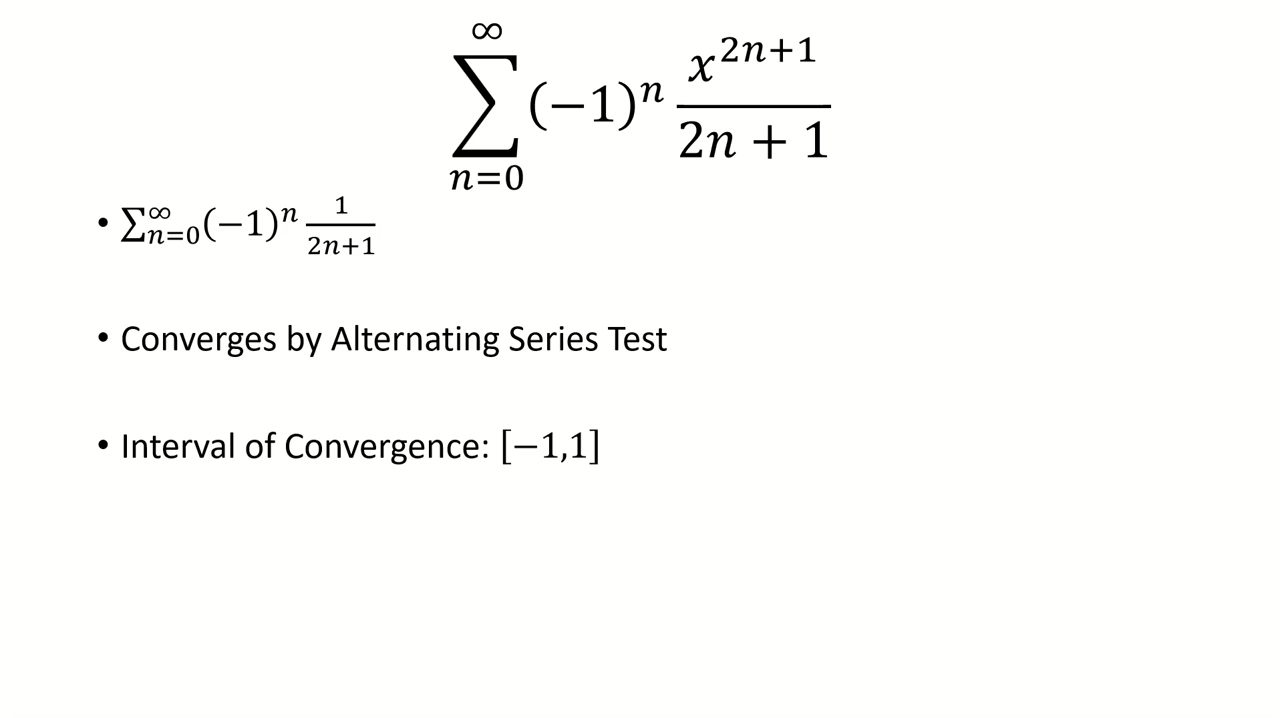 ∑_{n=0}^{∞} (−1)^n x^{2n+1} / (2n + 1)
• ∑_{n=0}^{∞} (−1)^n 1 / (2n+1)
• Converges by Alternating Series Test
• Interval of Convergence: [−1,1]